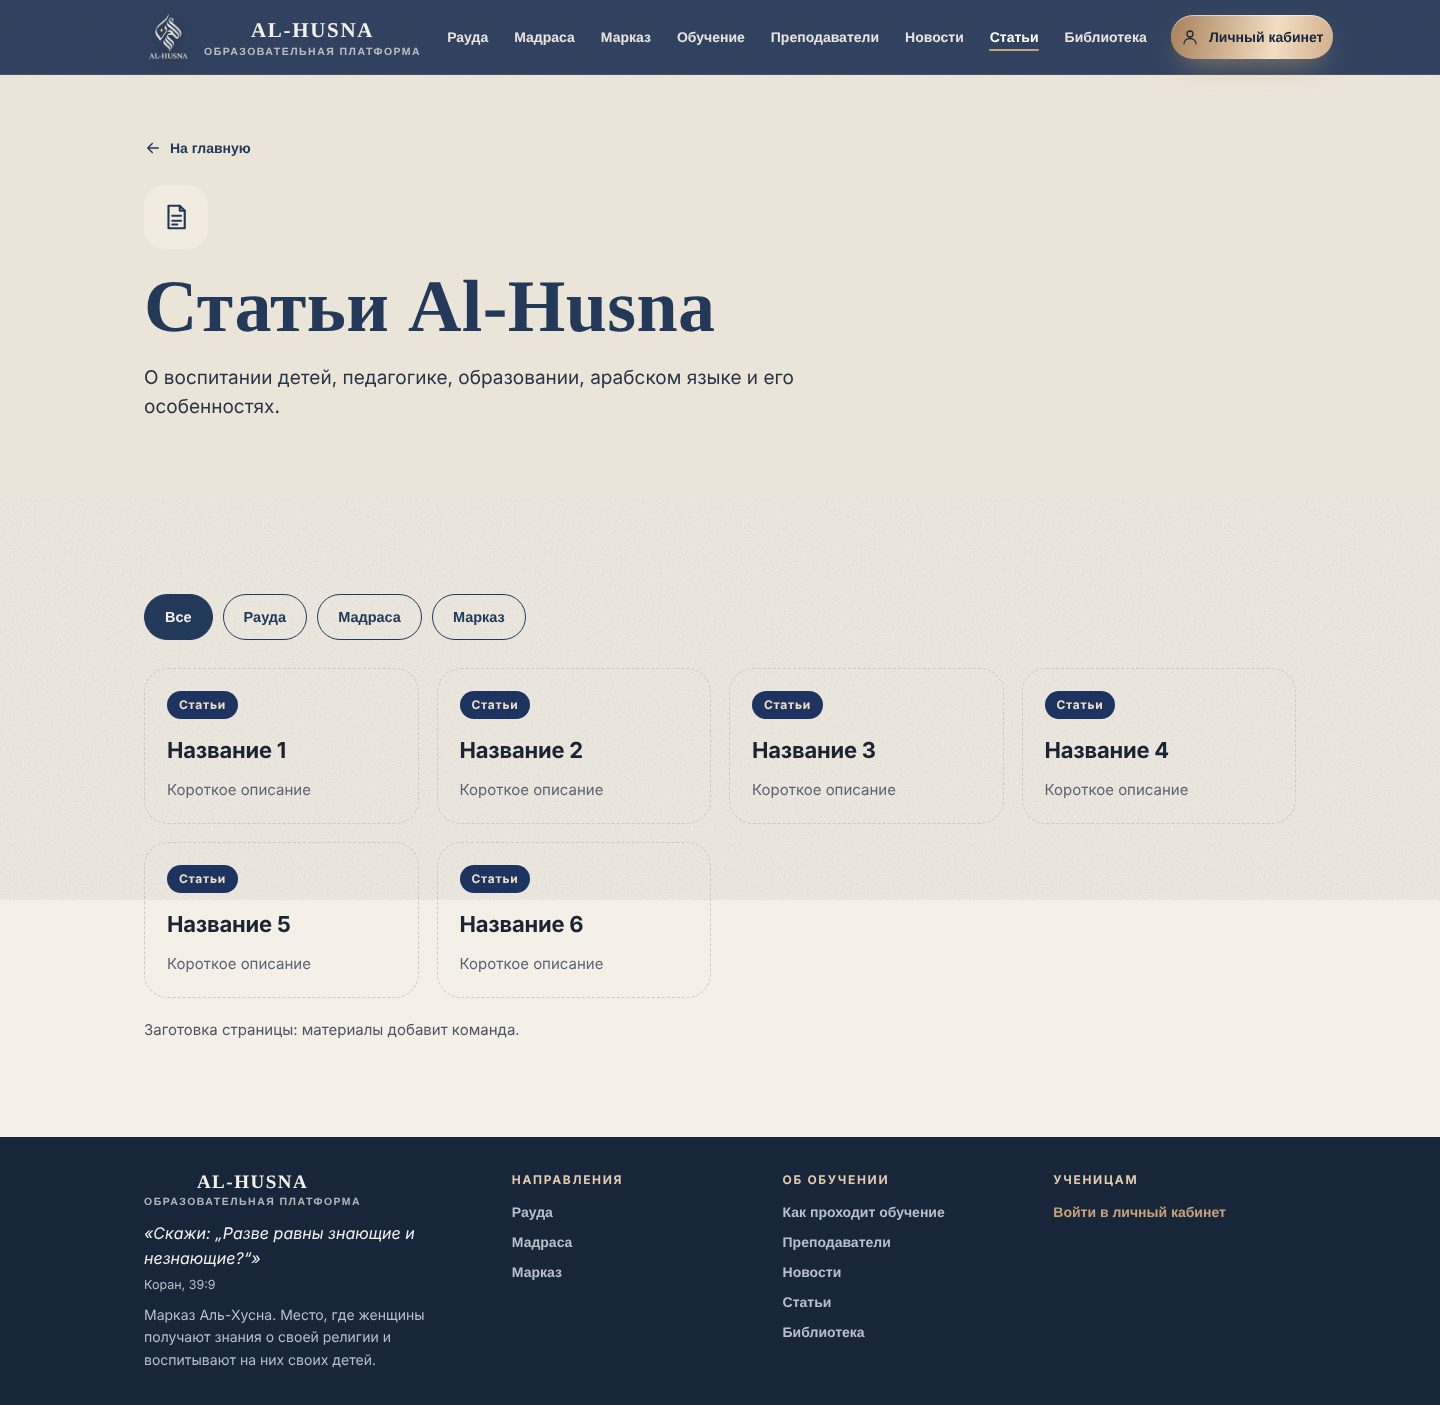 AL-HUSNA
AL-HUSNA
ОБРАЗОВАТЕЛЬНАЯ ПЛАТФОРМА
Рауда
Мадраса
Марказ
Обучение
Преподаватели
Новости
Статьи
Библиотека
Личный кабинет
На главную
Статьи Al-Husna
О воспитании детей, педагогике, образовании, арабском языке и его
особенностях.
Все
Рауда
Мадраса
Марказ
Статьи
Название 1
Короткое описание
Статьи
Название 2
Короткое описание
Статьи
Название 3
Короткое описание
Статьи
Название 4
Короткое описание
Статьи
Название 5
Короткое описание
Статьи
Название 6
Короткое описание
Заготовка страницы: материалы добавит команда.
AL-HUSNA
ОБРАЗОВАТЕЛЬНАЯ ПЛАТФОРМА
«Скажи: „Разве равны знающие и
незнающие?“»
Коран, 39:9
Марказ Аль-Хусна. Место, где женщины
получают знания о своей религии и
воспитывают на них своих детей.
НАПРАВЛЕНИЯ
Рауда
Мадраса
Марказ
ОБ ОБУЧЕНИИ
Как проходит обучение
Преподаватели
Новости
Статьи
Библиотека
УЧЕНИЦАМ
Войти в личный кабинет